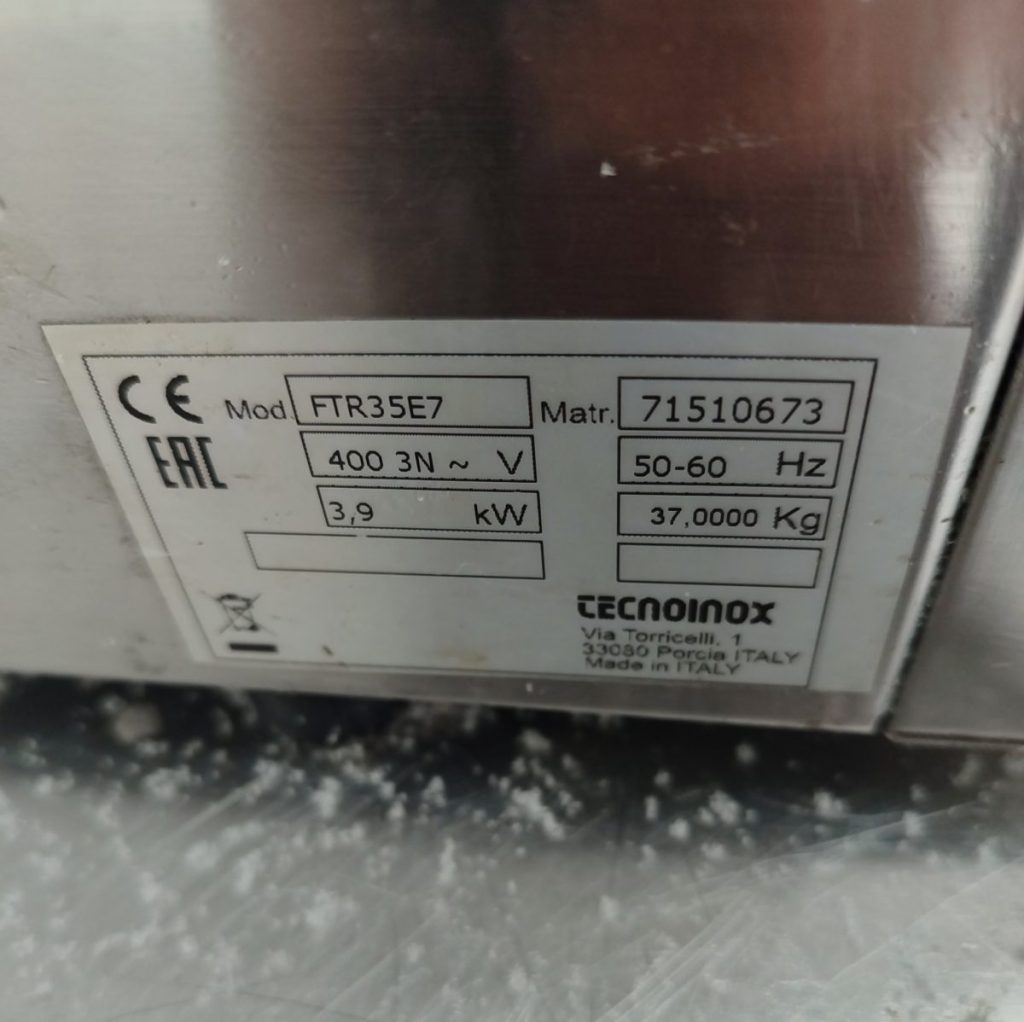 CE Mod. FTR35E7 Matr. 71510673
EAC 400 3N ~ V 50-60 Hz
3,9 kW 37,0000 Kg
TECNOINOX
Via Torricelli, 1
33080 Porcia ITALY
Made in ITALY